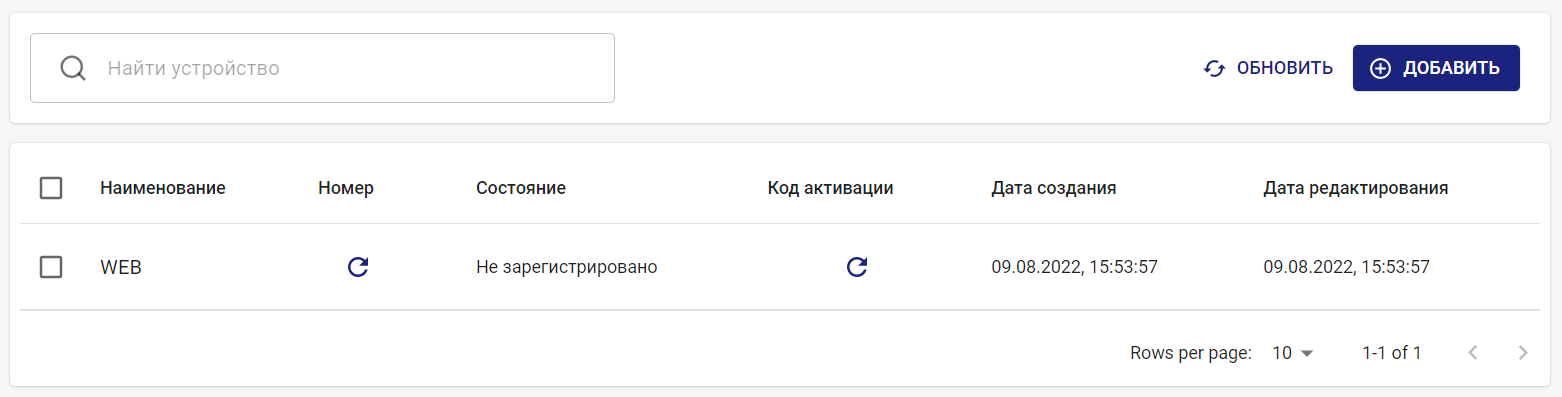 Найти устройство
ОБНОВИТЬ
ДОБАВИТЬ
Наименование Номер Состояние Код активации Дата создания Дата редактирования
WEB Не зарегистрировано 09.08.2022, 15:53:57 09.08.2022, 15:53:57
Rows per page: 10 1-1 of 1